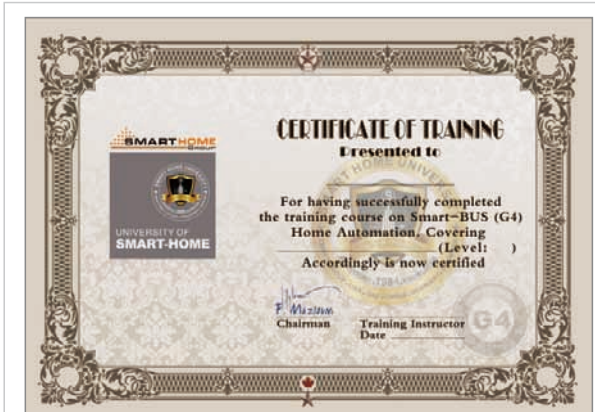 SMARTHOME
GROUP
UNIVERSITY OF
SMART-HOME
CERTIFICATE OF TRAINING
Presented to
For having successfully completed
the training course on Smart-BUS (G4)
Home Automation, Covering
(Level: )
Accordingly is now certified
Chairman
Training Instructor
Date
G4